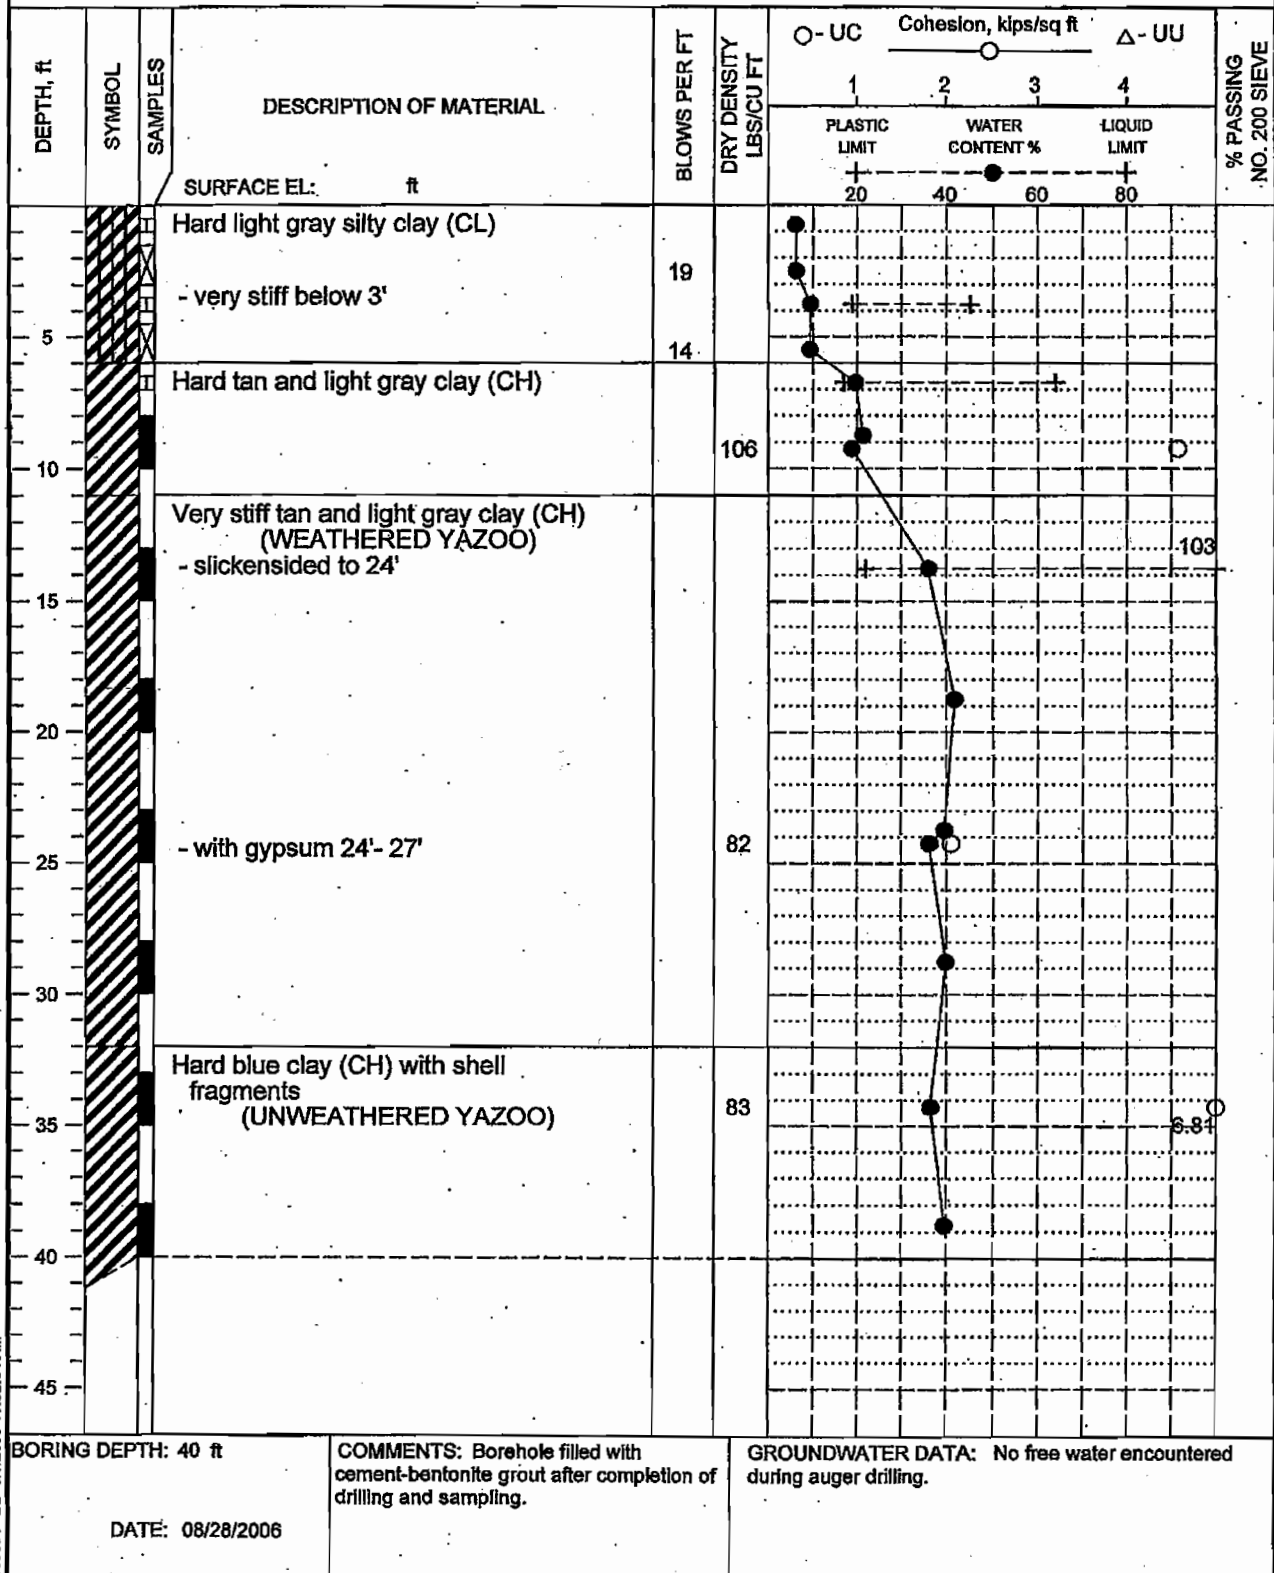 DEPTH, ft
SYMBOL
SAMPLES
DESCRIPTION OF MATERIAL
SURFACE EL: ft
BLOWS PER FT
DRY DENSITY
LBS/CU FT
○- UC Cohesion, kips/sq ft △- UU
1 2 3 4
PLASTIC WATER LIQUID
LIMIT CONTENT % LIMIT
20 40 60 80
% PASSING
NO. 200 SIEVE
Hard light gray silty clay (CL)
19
- very stiff below 3'
5
14
Hard tan and light gray clay (CH)
106
10
Very stiff tan and light gray clay (CH)
(WEATHERED YAZOO)
103
- slickensided to 24'
15
20
- with gypsum 24'- 27'
82
25
30
Hard blue clay (CH) with shell
fragments
(UNWEATHERED YAZOO)
83
6.81
35
40
45
BORING DEPTH: 40 ft
DATE: 08/28/2006
COMMENTS: Borehole filled with
cement-bentonite grout after completion of
drilling and sampling.
GROUNDWATER DATA: No free water encountered
during auger drilling.